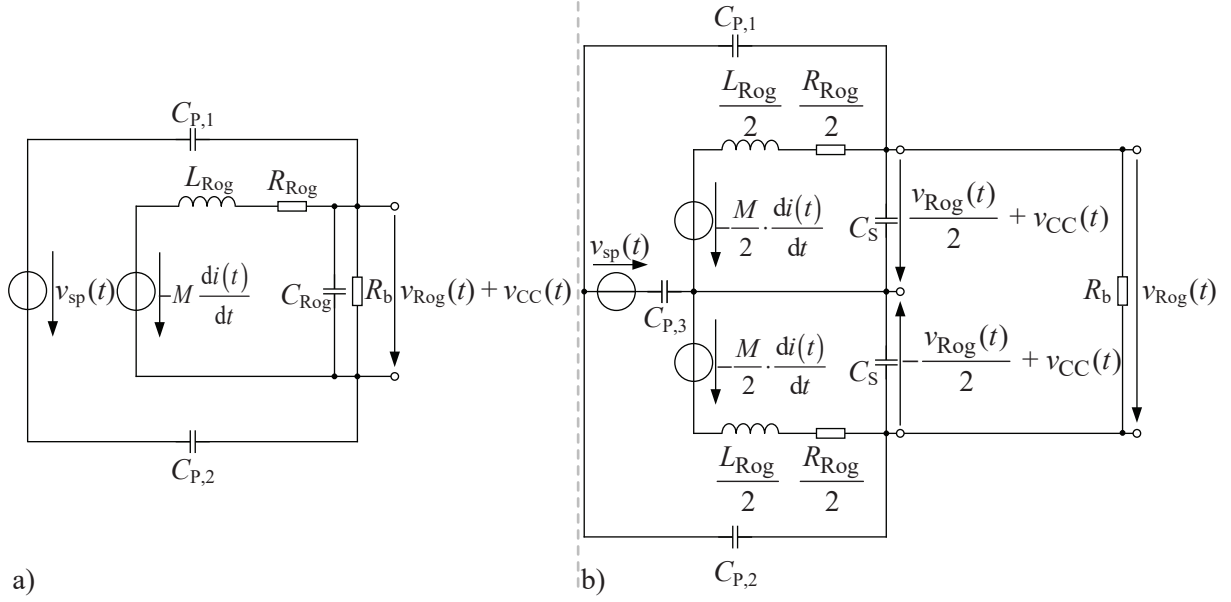 C_P,1
L_Rog
R_Rog
v_sp(t)
-M di(t)/dt
C_Rog
R_b
v_Rog(t) + v_CC(t)
C_P,2
a)
C_P,1
L_Rog/2
R_Rog/2
-M/2 · di(t)/dt
C_S
v_Rog(t)/2 + v_CC(t)
v_sp(t)
C_P,3
R_b
v_Rog(t)
-M/2 · di(t)/dt
C_S
-v_Rog(t)/2 + v_CC(t)
L_Rog/2
R_Rog/2
C_P,2
b)